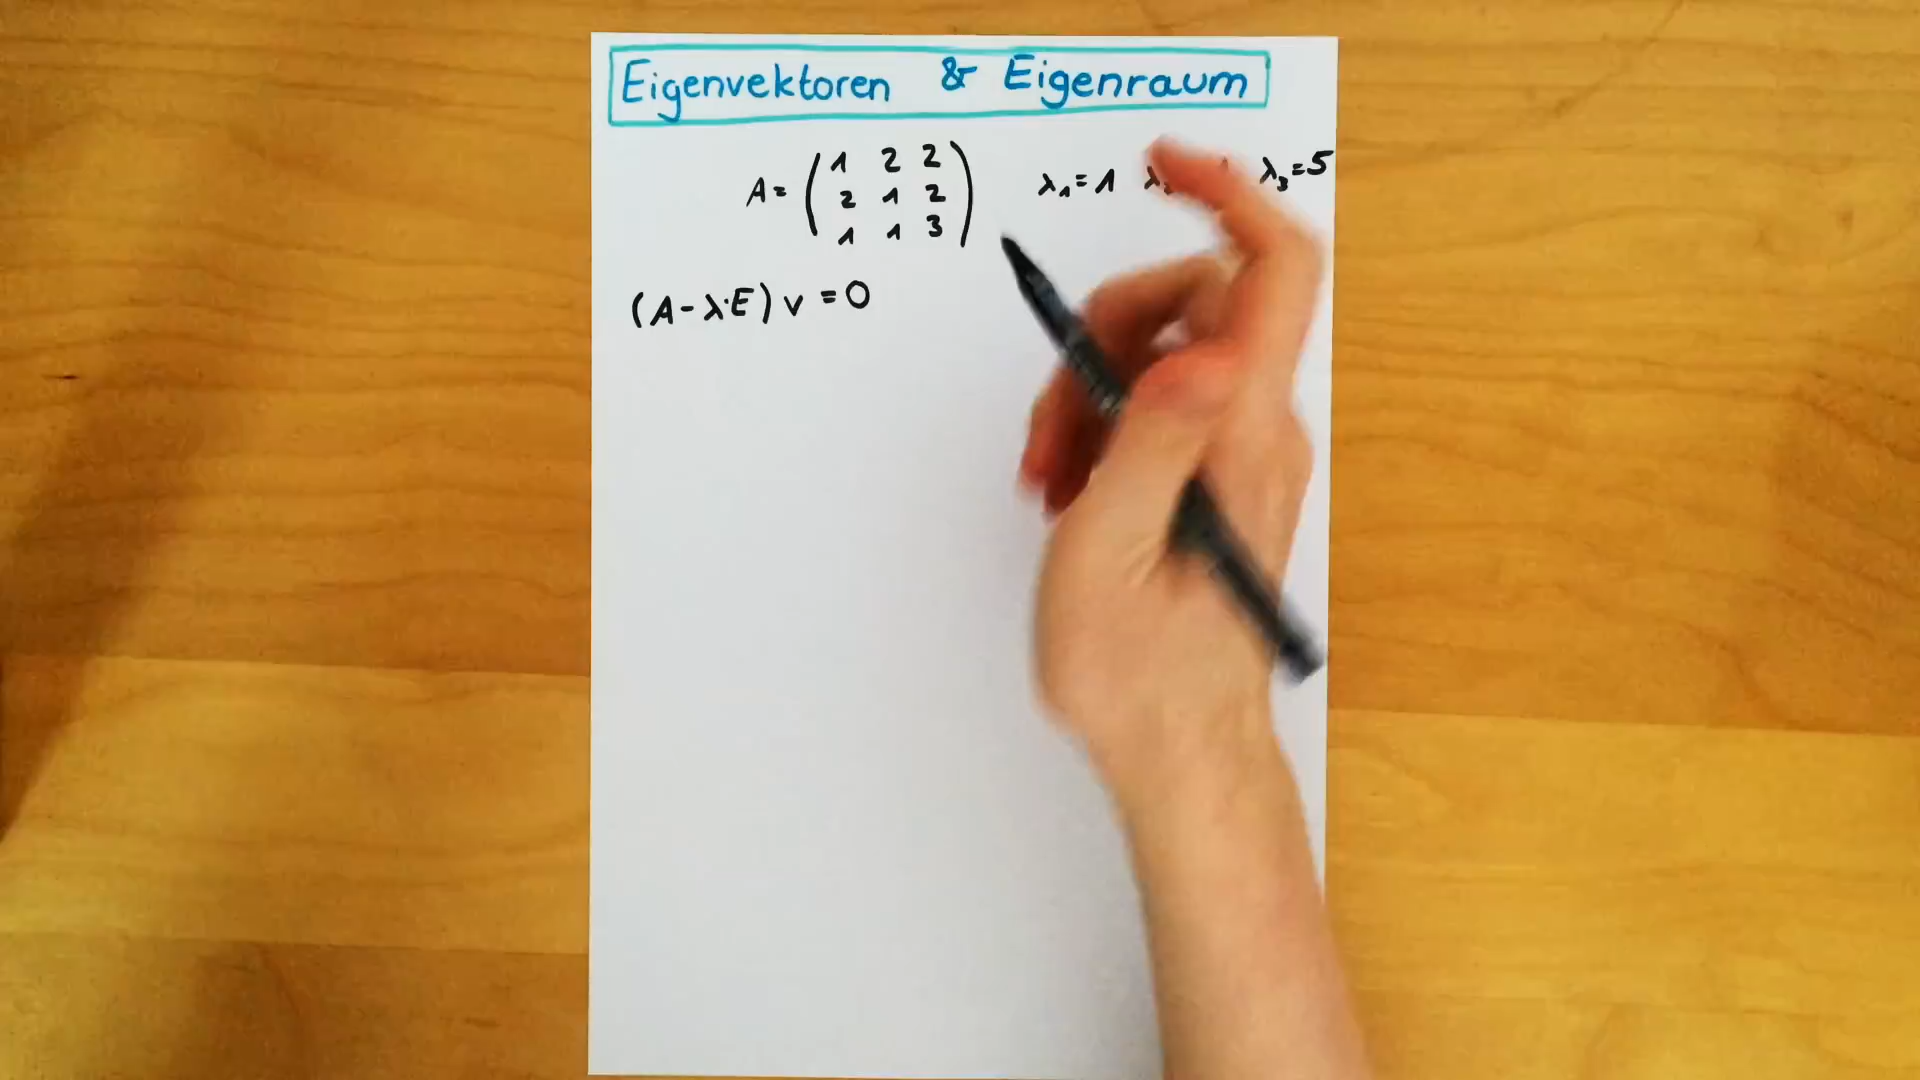 Eigenvektoren & Eigenraum
A= ( 1 2 2 λ₁=1 λ₃=5
2 1 2
1 1 3 )
(A-λ·E) v = 0